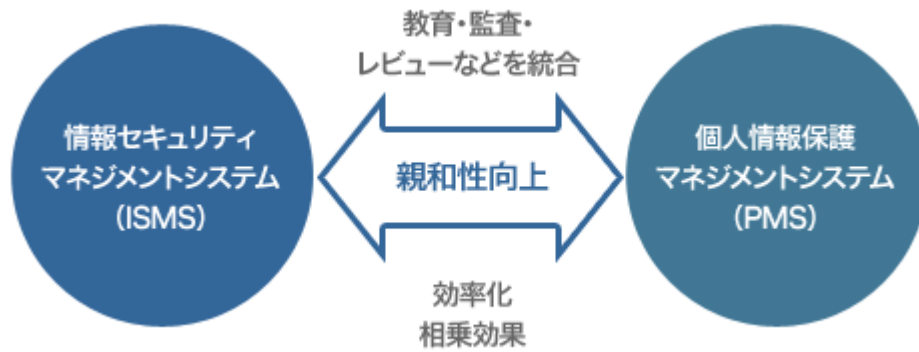 教育・監査・
レビューなどを統合
情報セキュリティ
マネジメントシステム
(ISMS)
親和性向上
個人情報保護
マネジメントシステム
(PMS)
効率化
相乗効果